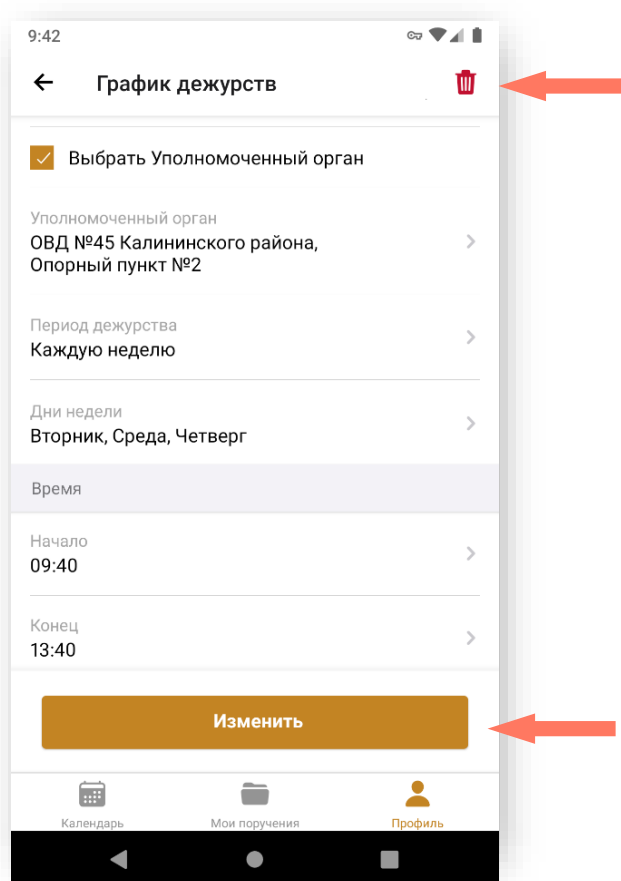 9:42
График дежурств
Выбрать Уполномоченный орган
Уполномоченный орган
ОВД №45 Калининского района,
Опорный пункт №2
Период дежурства
Каждую неделю
Дни недели
Вторник, Среда, Четверг
Время
Начало
09:40
Конец
13:40
Изменить
Календарь
Мои поручения
Профиль